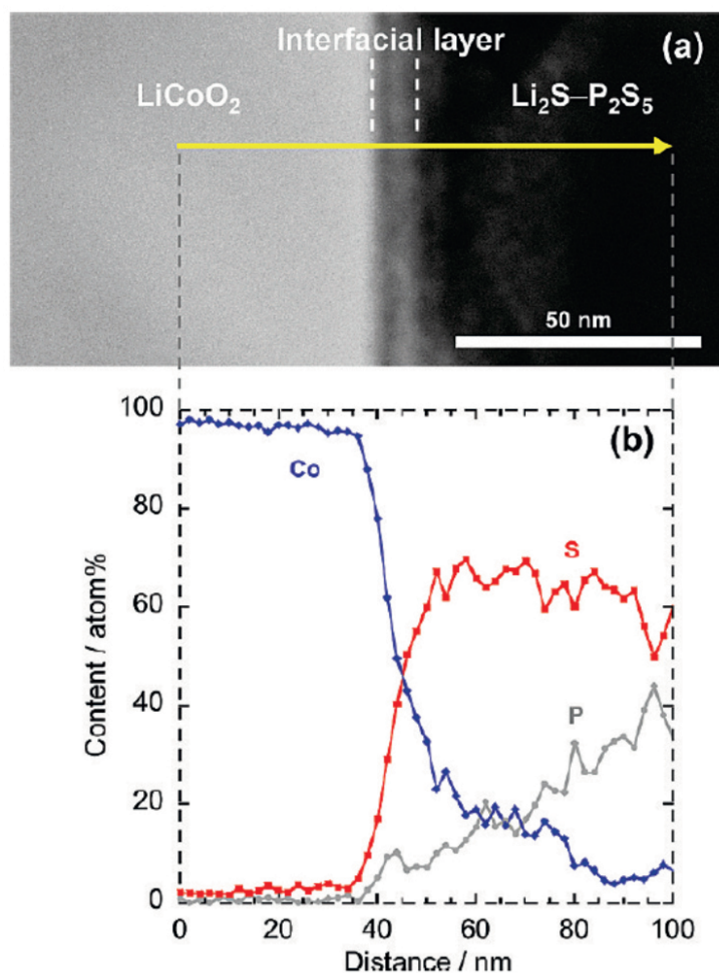 Interfacial layer
(a)
LiCoO₂
Li₂S–P₂S₅
50 nm
100
(b)
Co
80
S
60
Content / atom%
40
P
20
0
0 20 40 60 80 100
Distance / nm